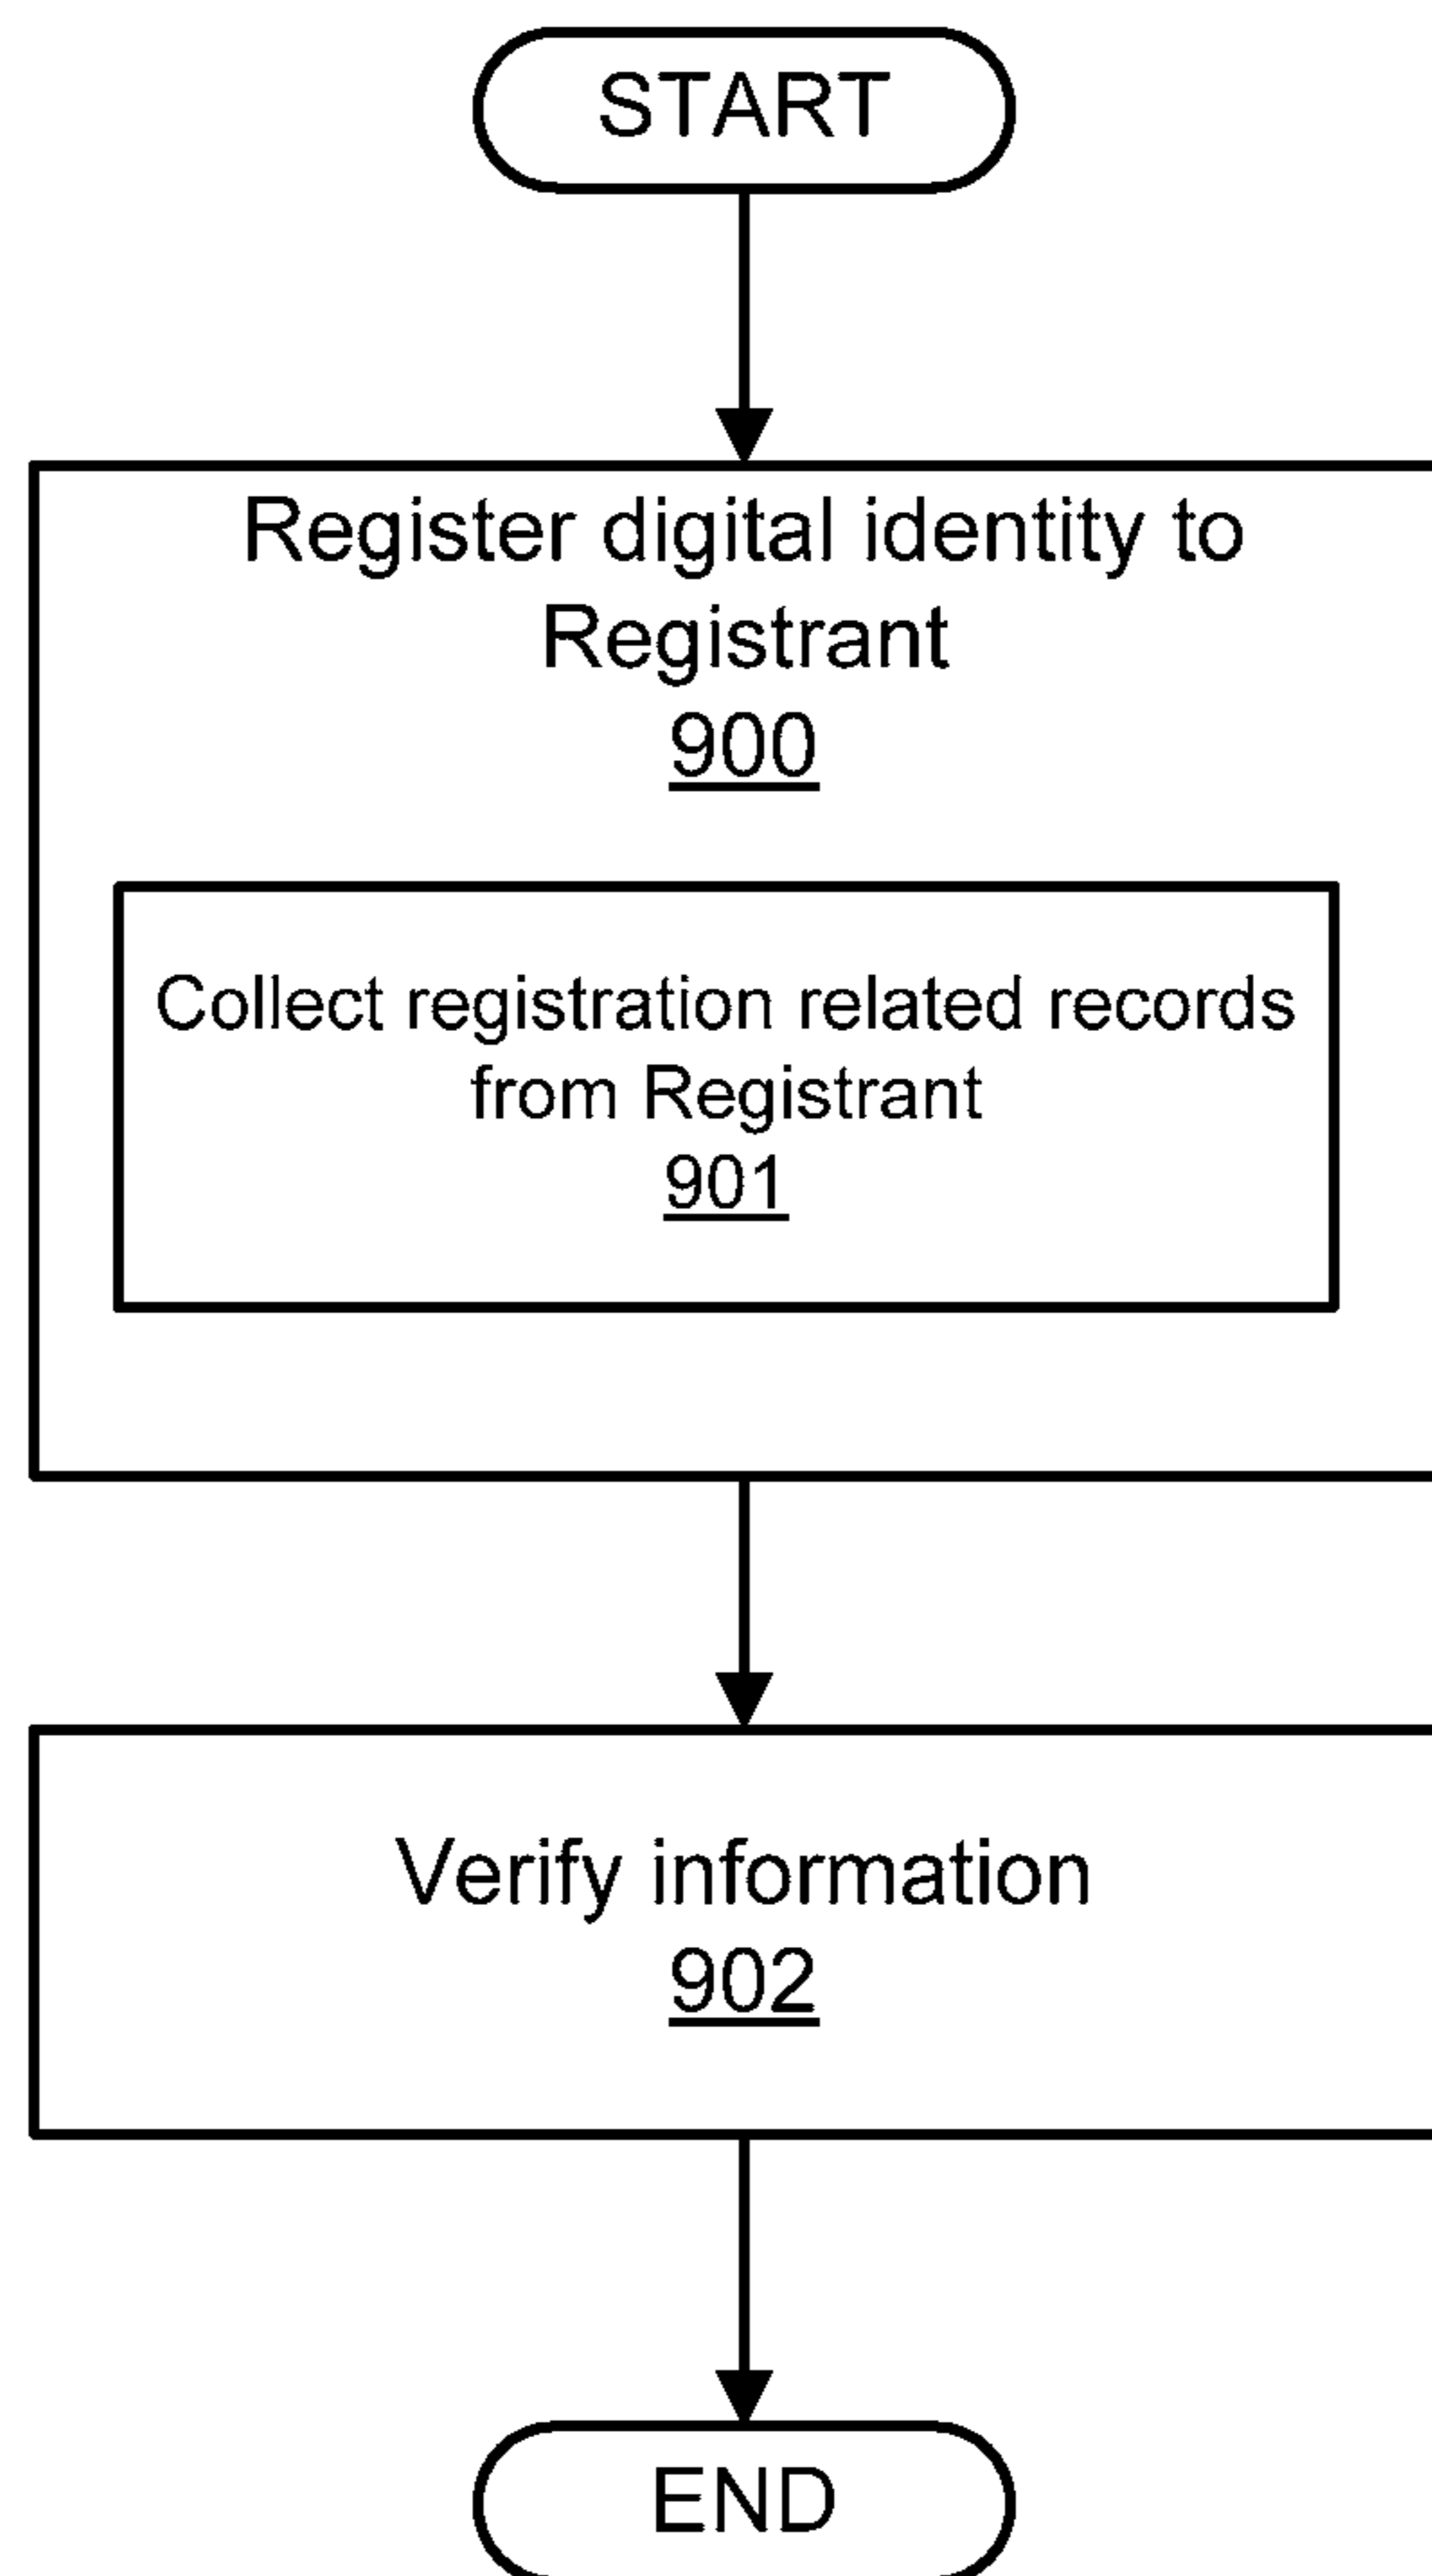 START
Register digital identity to
Registrant
900
Collect registration related records
from Registrant
901
Verify information
902
END